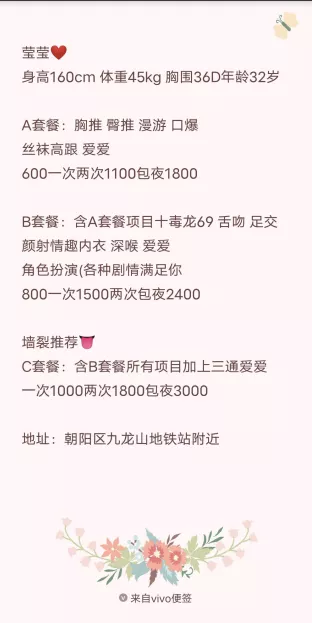 莹莹❤️
身高160cm 体重45kg 胸围36D年龄32岁
A套餐：胸推 臀推 漫游 口爆
丝袜高跟 爱爱
600一次两次1100包夜1800
B套餐：含A套餐项目十毒龙69 舌吻 足交
颜射情趣内衣 深喉 爱爱
角色扮演(各种剧情满足你
800一次1500两次包夜2400
墙裂推荐👅
C套餐：含B套餐所有项目加上三通爱爱
一次1000两次1800包夜3000
地址：朝阳区九龙山地铁站附近
来自vivo便签